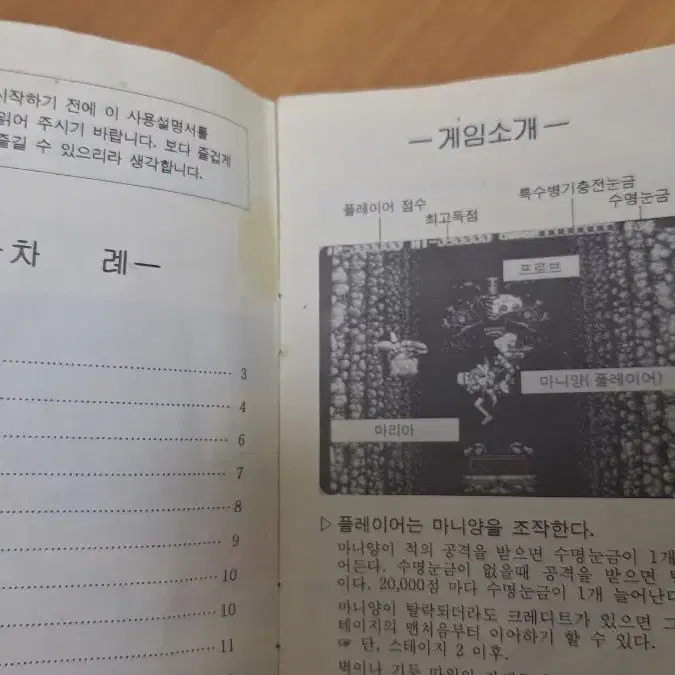 시작하기 전에 이 사용설명서를
읽어 주시기 바랍니다. 보다 즐겁게
즐길 수 있으리라 생각합니다.
차 례—
3
4
6
7
8
9
10
10
11
—게임소개—
플레이어 점수
최고득점
특수병기충전눈금
수명눈금
프로브
마니양(플레이어)
마리아
▷플레이어는 마니양을 조작한다.
마니양이 적의 공격을 받으면 수명눈금이 1개
어든다. 수명눈금이 없을때 공격을 받으면
이다. 20,000점 마다 수명눈금이 1개 늘어난다
마니양이 탈락되더라도 크레디트가 있으면 그
테이지의 맨처음부터 이어하기 할 수 있다.
☞ 단, 스테이지 2 이후.
벽이나 기둥